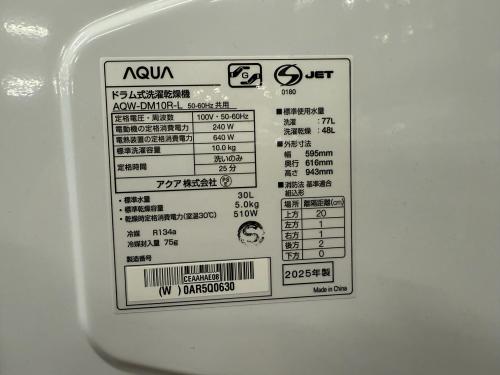 AQUA
G
S JET
0180
ドラム式洗濯乾燥機
AQW-DM10R-L 50-60Hz 共用
定格電圧・周波数 100V・50-60Hz
電動機の定格消費電力 240 W
電熱装置の定格消費電力 640 W
標準洗濯容量 10.0kg
定格時間 洗いのみ
25分
アクア株式会社
・標準水量 30L
・標準乾燥容量 5.0kg
・乾燥時定格消費電力(室温30℃) 510W
冷媒 R134a
冷媒封入量 75g
製造番号
CEAAHAE08
(W) 0AR5Q0630
■標準使用水量
洗濯 : 77L
洗濯乾燥 : 48L
■外形寸法
幅 595mm
奥行 616mm
高さ 943mm
■消防法 基準適合
組込形
場所 離隔距離(cm)
上方 20
左方 1
右方 1
後方 2
下方 0
2025年製
Made in China